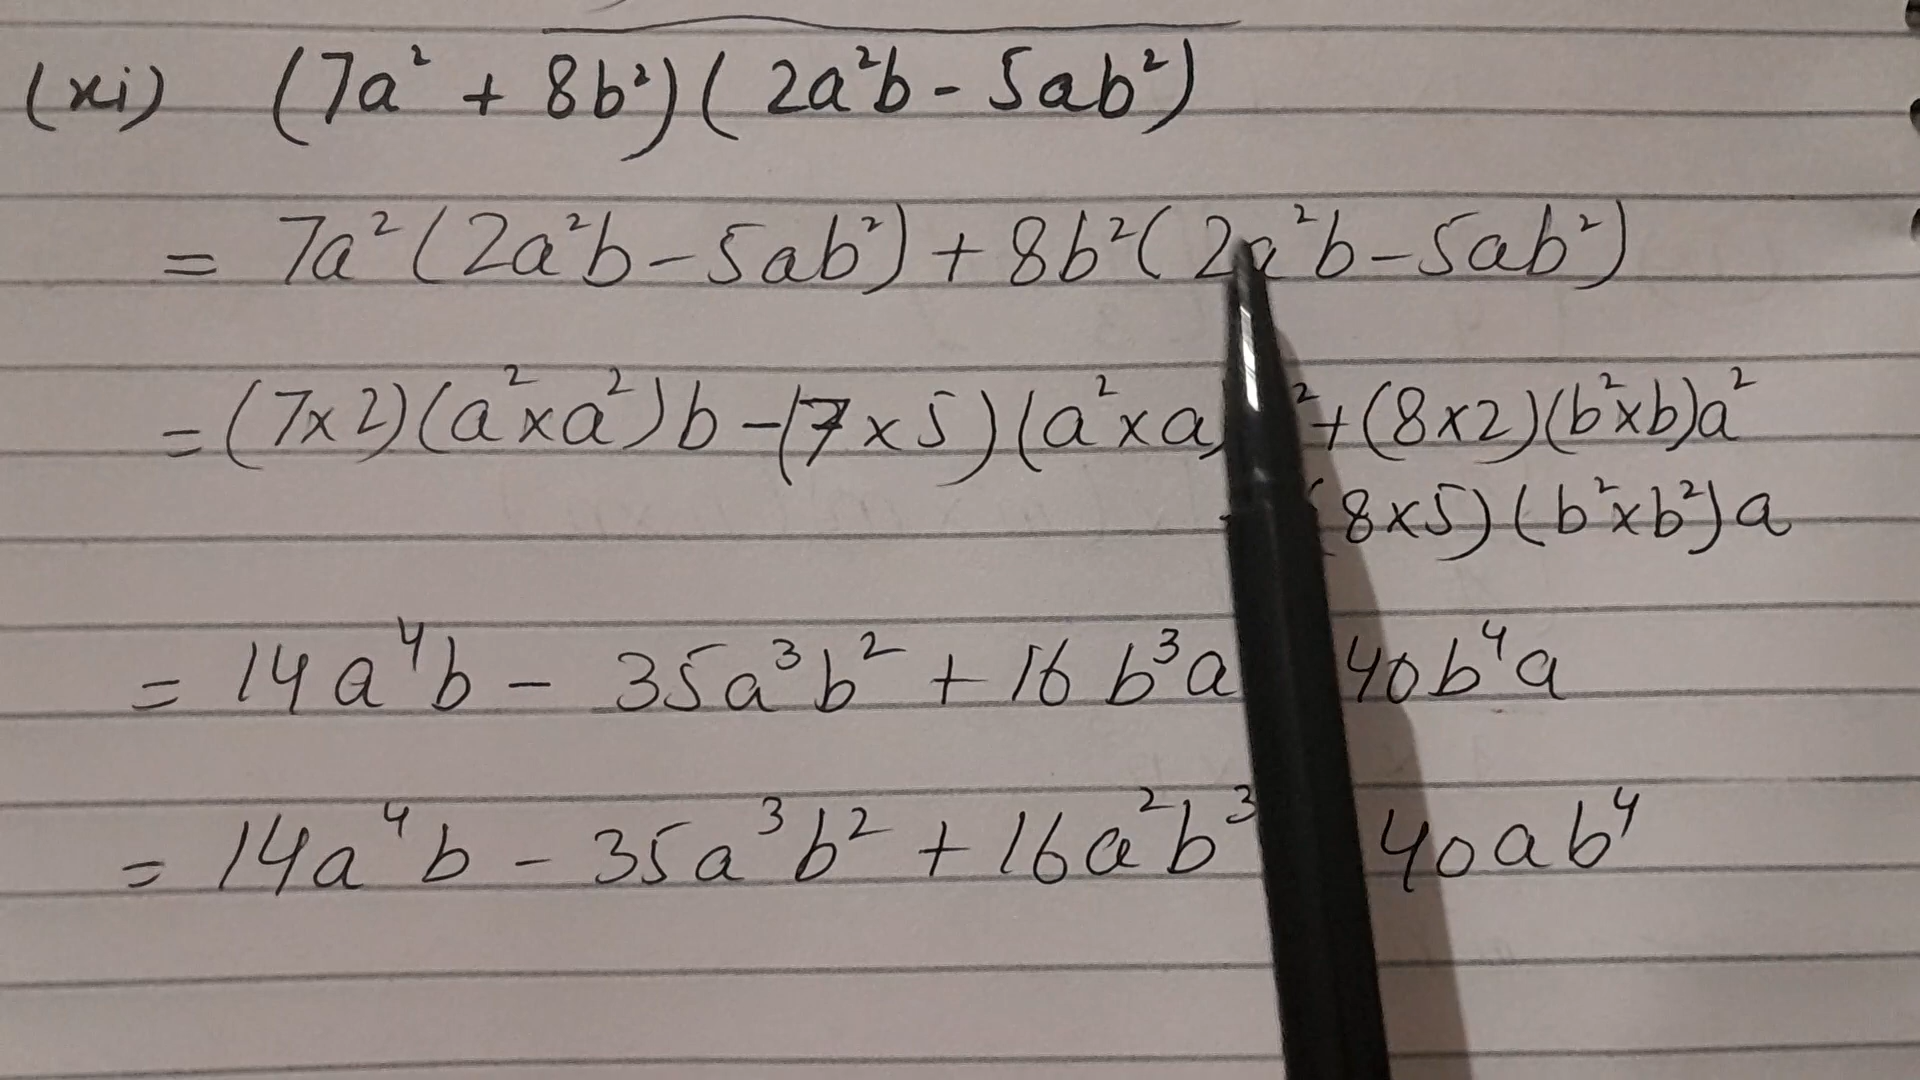 (xi) (7a² + 8b²)(2a²b - 5ab²)
= 7a²(2a²b - 5ab²) + 8b²(2a²b - 5ab²)
= (7×2)(a²×a²)b - (7×5)(a²×a) ² + (8×2)(b²×b)a²
(8×5)(b²×b²)a
= 14a⁴b - 35a³b² + 16b³a 40b⁴a
= 14a⁴b - 35a³b² + 16a²b³ 40ab⁴